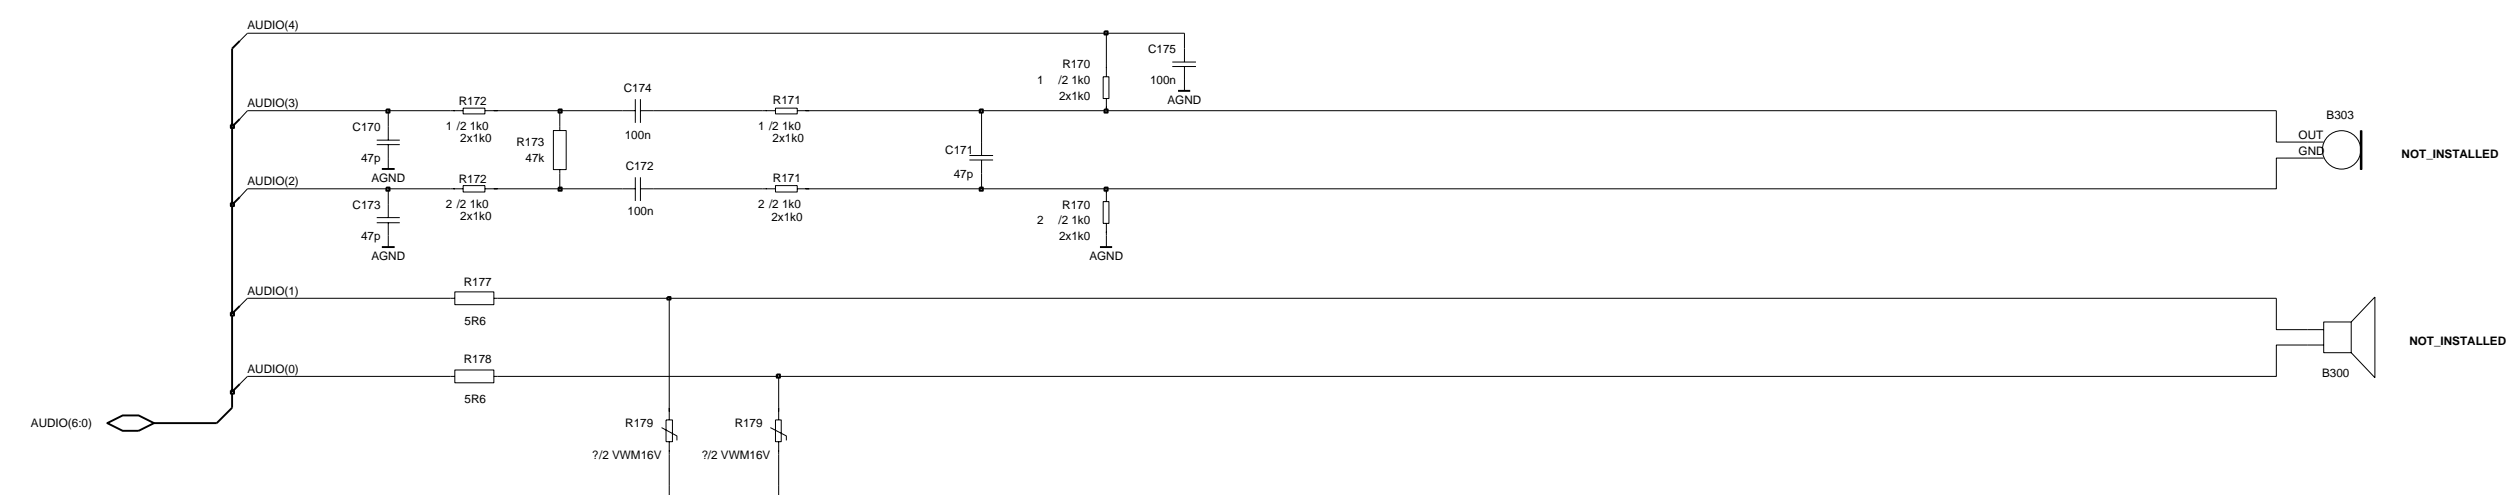 AUDIO(4)
C175
100n
AGND
R170
1 /2 1k0
2x1k0
AUDIO(3)
C170
47p
AGND
R172
1 /2 1k0
2x1k0
R173
47k
C174
100n
R171
1 /2 1k0
2x1k0
C171
47p
B303
OUT
GND
NOT_INSTALLED
AUDIO(2)
C173
47p
AGND
R172
2 /2 1k0
2x1k0
C172
100n
R171
2 /2 1k0
2x1k0
R170
2 /2 1k0
2x1k0
AGND
AUDIO(1)
R177
5R6
AUDIO(0)
R178
5R6
B300
NOT_INSTALLED
AUDIO(6:0)
R179
?/2 VWM16V
R179
?/2 VWM16V